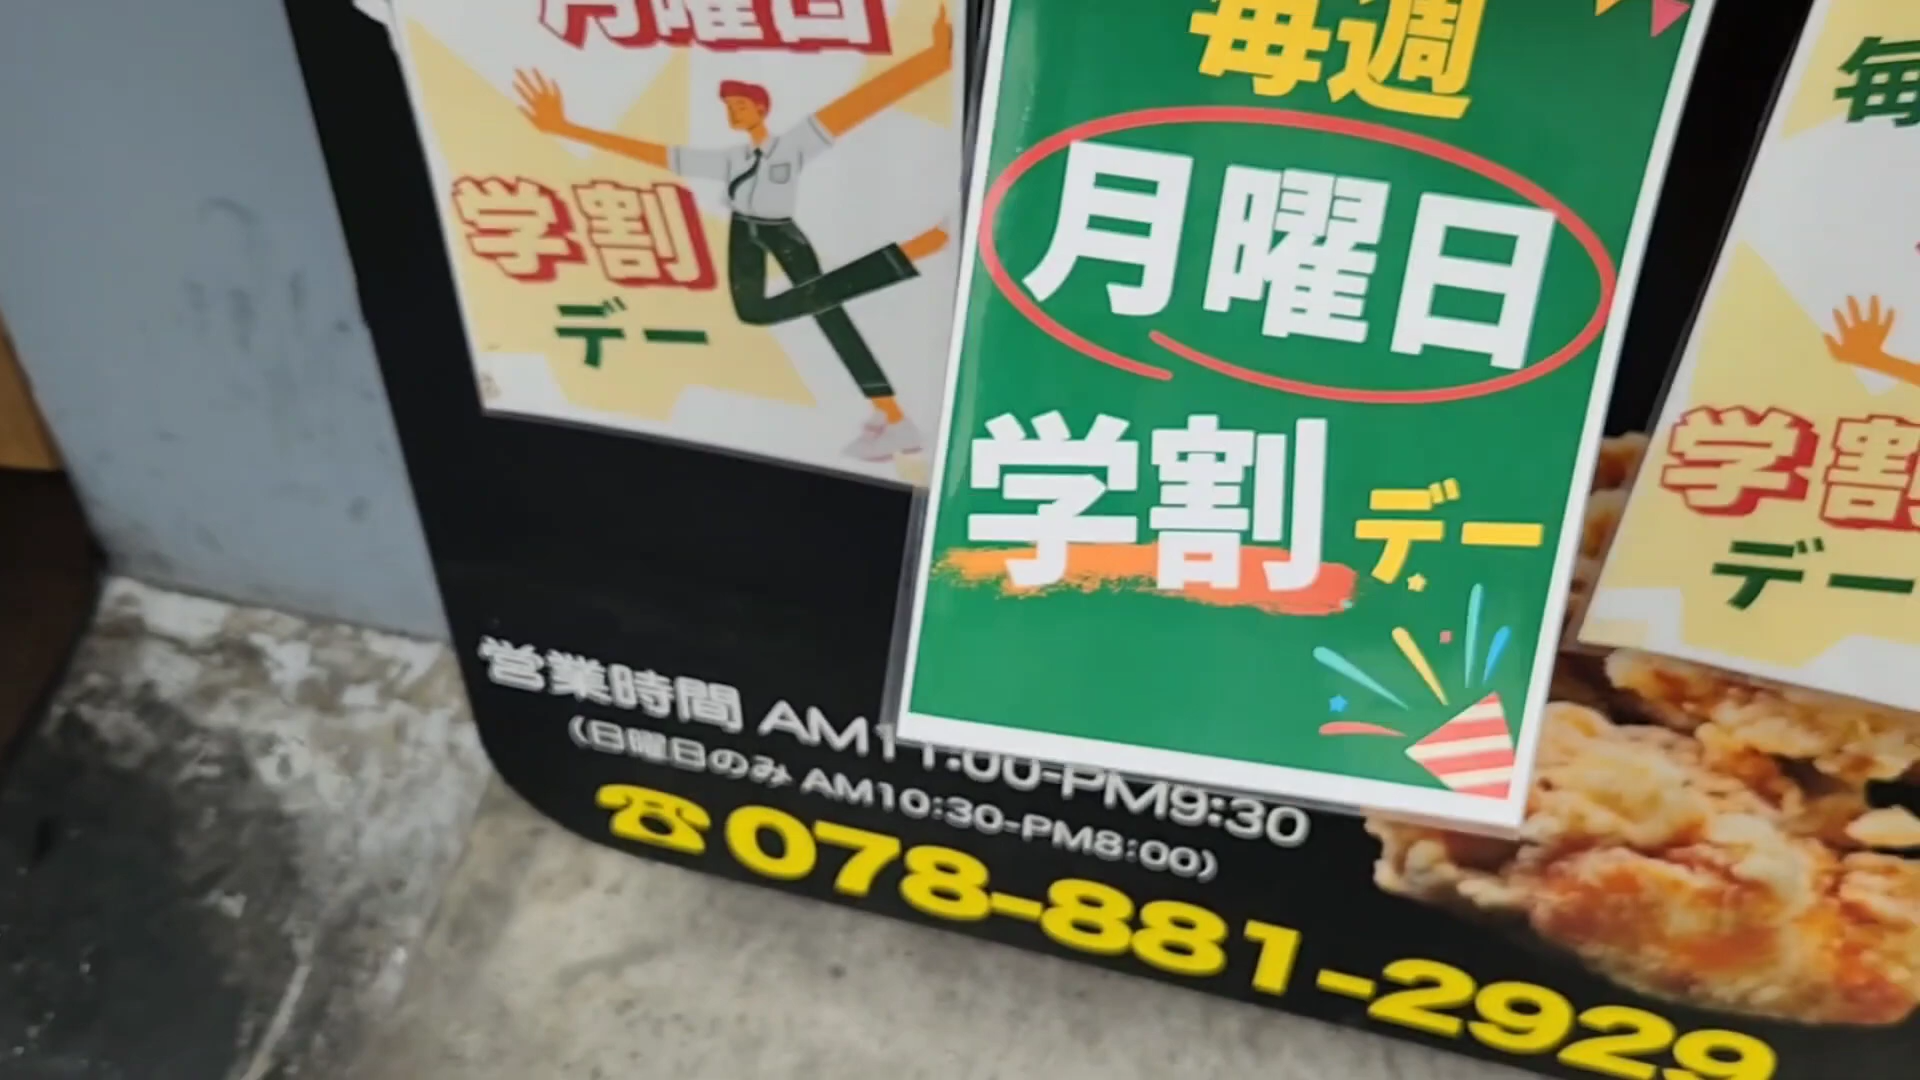 月曜日
学割
デー
毎週
月曜日
学割デー
毎
学割
デー
営業時間 AM11:00-PM9:30
(日曜日のみ AM10:30-PM8:00)
☎078-881-2929